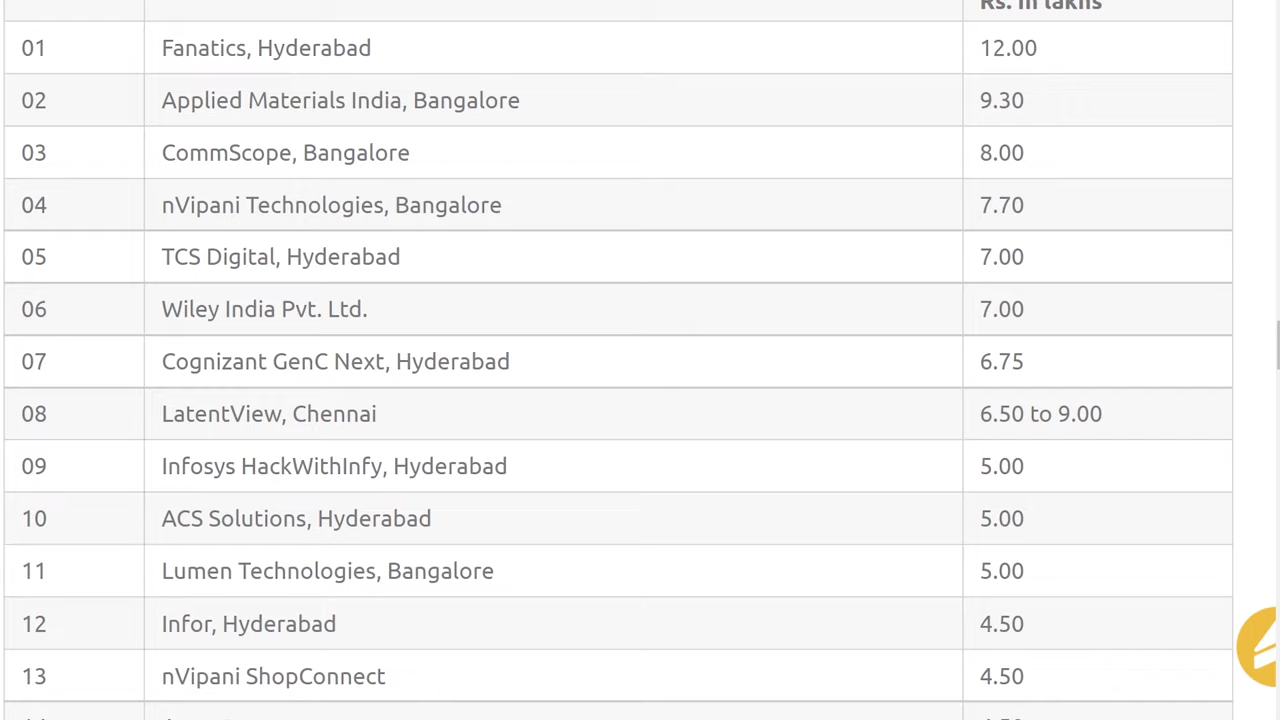 Rs. in lakhs
01 Fanatics, Hyderabad 12.00
02 Applied Materials India, Bangalore 9.30
03 CommScope, Bangalore 8.00
04 nVipani Technologies, Bangalore 7.70
05 TCS Digital, Hyderabad 7.00
06 Wiley India Pvt. Ltd. 7.00
07 Cognizant GenC Next, Hyderabad 6.75
08 LatentView, Chennai 6.50 to 9.00
09 Infosys HackWithInfy, Hyderabad 5.00
10 ACS Solutions, Hyderabad 5.00
11 Lumen Technologies, Bangalore 5.00
12 Infor, Hyderabad 4.50
13 nVipani ShopConnect 4.50